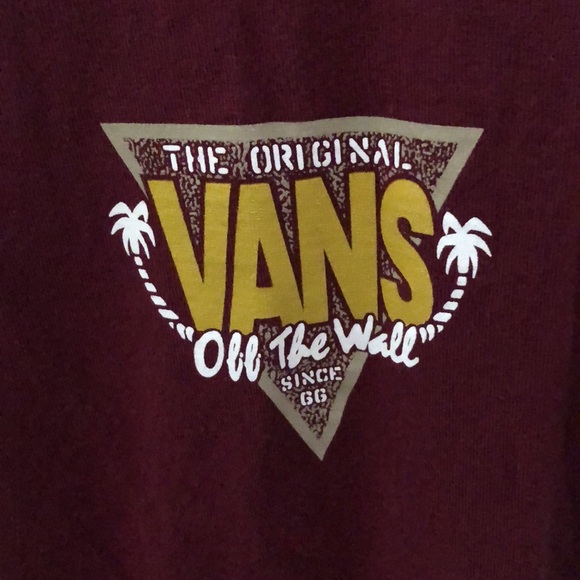 THE ORIGINAL
VANS
"Off The Wall"
SINCE
66